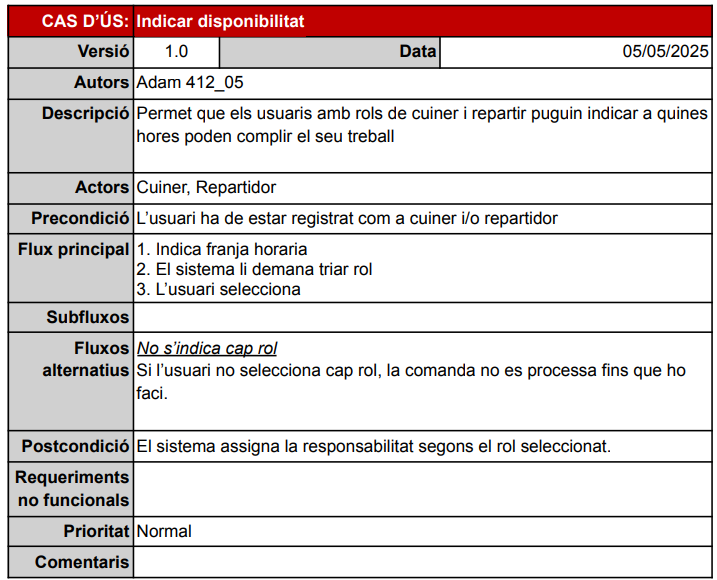 CAS D'ÚS: Indicar disponibilitat
Versió 1.0 Data 05/05/2025
Autors Adam 412_05
Descripció Permet que els usuaris amb rols de cuiner i repartir puguin indicar a quines
hores poden complir el seu treball
Actors Cuiner, Repartidor
Precondició L'usuari ha de estar registrat com a cuiner i/o repartidor
Flux principal 1. Indica franja horaria
2. El sistema li demana triar rol
3. L'usuari selecciona
Subfluxos
Fluxos No s'indica cap rol
alternatius Si l'usuari no selecciona cap rol, la comanda no es processa fins que ho
faci.
Postcondició El sistema assigna la responsabilitat segons el rol seleccionat.
Requeriments
no funcionals
Prioritat Normal
Comentaris